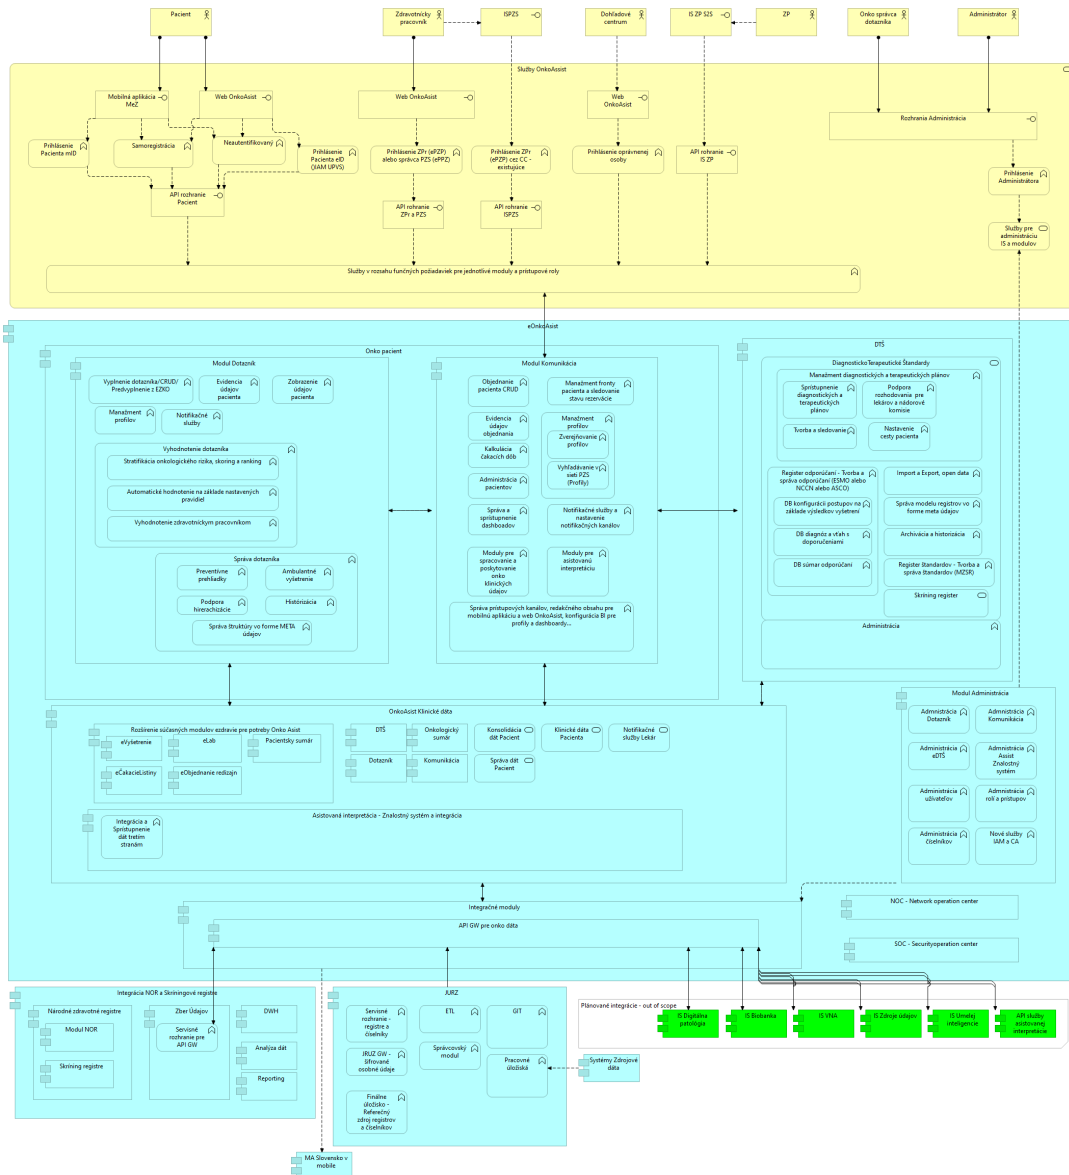 Pacient
Zdravotnícky
pracovník
ISPZS
Dohľadové
centrum
IS ZP S2S
ZP
Onko správca
dotazníka
Administrátor
Služby OnkoAssist
Mobilná aplikácia
MeZ
Web OnkoAsist
Web OnkoAsist
Web
OnkoAsist
Rozhrania Administrácia
Prihlásenie
Pacienta mID
Samoregistrácia
Neautentifikovaný
Prihlásenie
Pacienta eID
(IAM UPVS)
Prihlásenie ZPr (ePZP)
alebo správca PZS (ePPZ)
Prihlásenie ZPr
(ePZP) cez CC -
existujúce
Prihlásenie oprávnenej
osoby
API rohranie
IS ZP
Prihlásenie
Administrátora
API rozhranie
Pacient
API rohranie
ZPr a PZS
API rohranie
ISPZS
Služby pre
administráciu
IS a modulov
Služby v rozsahu funčných požiadaviek pre jednotlivé moduly a prístupové roly
eOnkoAsist
Onko pacient
Modul Dotazník
Vyplnenie dotazníka/CRUD/
Predvyplnenie z EZKO
Evidencia
údajov
pacienta
Zobrazenie
údajov
pacienta
Manažment
profilov
Notifikačné
služby
Vyhodnotenie dotazníka
Stratifikácia onkologického rizika, skoring a ranking
Automatické hodnotenie na základe nastavených
pravidiel
Vyhodnotenie zdravotníckym pracovníkom
Správa dotazníka
Preventívne
prehliadky
Ambulantné
vyšetrenie
Podpora
hirerachizácie
Histórizácia
Správa štruktúry vo forme META
údajov
Modul Komunikácia
Objednanie
pacienta CRUD
Manažment fronty
pacienta a sledovanie
stavu rezervácie
Evidencia
údajov
objednania
Manažment
profilov
Zverejňovanie
profilov
Kalkulácia
čakacích dôb
Vyhľadávanie v
sieti PZS
(Profily)
Administrácia
pacientov
Správa a
sprístupnenie
dashboadov
Notifikačné služby a
nastavenie
notifikačných kanálov
Moduly pre
spracovanie a
poskytovanie
onko
klinických
údajov
Moduly pre
asistovanú
interpretáciu
Správa prístupových kanálov, redakčného obsahu pre
mobilnú aplikáciu a web OnkoAsist, konfigurácia BI pre
profily a dashboardy...
DTŠ
DiagnostickoTerapeutické Štandardy
Manažment diagnostických a terapeutických plánov
Sprístupnenie
diagnostických a
terapeutických
plánov
Podpora
rozhodovania pre
lekárov a nádorové
komisie
Tvorba a sledovanie
Nastavenie
cesty pacienta
Register odporúčaní - Tvorba a
správa odporúčaní (ESMO alebo
NCCN alebo ASCO)
Import a Export, open data
DB konfigurácií postupov na
základe výsledkov vyšetrení
Správa modelu registrov vo
forme meta údajov
DB diagnóz a vťah s
doporučeniami
Archivácia a historizácia
DB súmar odporúčaní
Register štandardov - Tvorba a
správa štandardov (MZSR)
Skríning register
Administrácia
OnkoAsist Klinické dáta
Rozšírenie súčasných modulov ezdravie pre potreby Onko Asist
eVyšetrenie
eLab
Pacientsky sumár
eČakacieListiny
eObjednanie redizajn
DTŠ
Onkologický
sumár
Dotazník
Komunikácia
Konsolidácia
dát Pacient
Klinické dáta
Pacienta
Notifikačné
služby Lekár
Správa dát
Pacient
Asistovaná interpretácia - Znalostný systém a integrácia
Integrácia a
Sprístupnenie
dát tretím
stranám
Modul Administrácia
Admnistrácia
Dotazník
Admnistrácia
Komunikácia
Administrácia
eDTŠ
Admnistrácia
Assist
Znalostný
systém
Administrácia
užívateľov
Admnistrácia
rolí a prístupov
Administrácia
číselníkov
Nové služby
IAM a CA
Integračné moduly
API GW pre onko dáta
NOC - Network operation center
SOC - Securityoperation center
Integrácia NOR a Skríningové registre
Národné zdravotné registre
Modul NOR
Skríning registre
Zber Údajov
Servisné
rozhranie pre
API GW
DWH
Analýza dát
Reporting
JURZ
Servisné
rozhranie -
registre a
číselníky
ETL
GIT
JRUZ GW -
šifrované
osobné údaje
Správcovský
modul
Pracovné
úložiská
Finálne
úložisko -
Referečný
zdroj registrov
a číselníkov
Systémy Zdrojové
dáta
Plánované integrácie - out of scope
IS Digitálna
patológia
IS Biobanka
IS VNA
IS Zdroje údajov
IS Umelej
inteligencie
API služby
asistovanej
interpretácie
MA Slovensko v
mobile